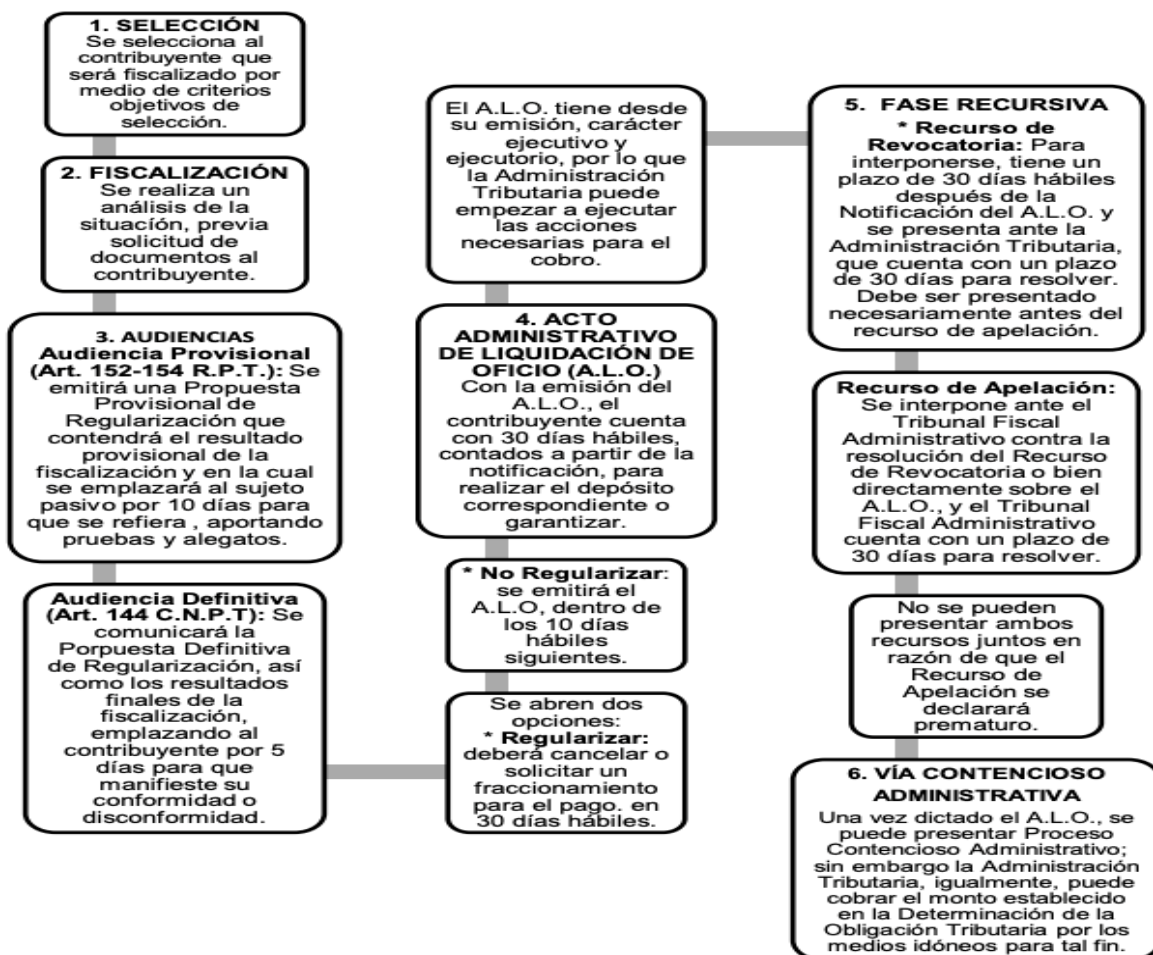 1. SELECCIÓN
Se selecciona al
contribuyente que
será fiscalizado por
medio de criterios
objetivos de
selección.
2. FISCALIZACIÓN
Se realiza un
análisis de la
situación, previa
solicitud de
documentos al
contribuyente.
3. AUDIENCIAS
Audiencia Provisional
(Art. 152-154 R.P.T.): Se
emitirá una Propuesta
Provisional de
Regularización que
contendrá el resultado
provisional de la
fiscalización y en la cual
se emplazará al sujeto
pasivo por 10 días para
que se refiera , aportando
pruebas y alegatos.
Audiencia Definitiva
(Art. 144 C.N.P.T): Se
comunicará la
Porpuesta Definitiva
de Regularización, así
como los resultados
finales de la
fiscalización,
emplazando al
contribuyente por 5
días para que
manifieste su
conformidad o
disconformidad.
Se abren dos
opciones:
* Regularizar:
deberá cancelar o
solicitar un
fraccionamiento
para el pago. en
30 días hábiles.
* No Regularizar:
se emitirá el
A.L.O, dentro de
los 10 días
hábiles
siguientes.
4. ACTO
ADMINISTRATIVO
DE LIQUIDACIÓN DE
OFICIO (A.L.O.)
Con la emisión del
A.L.O., el
contribuyente cuenta
con 30 días hábiles,
contados a partir de la
notificación, para
realizar el depósito
correspondiente o
garantizar.
El A.L.O. tiene desde
su emisión, carácter
ejecutivo y
ejecutorio, por lo que
la Administración
Tributaria puede
empezar a ejecutar
las acciones
necesarias para el
cobro.
5. FASE RECURSIVA
* Recurso de
Revocatoria: Para
interponerse, tiene un
plazo de 30 días hábiles
después de la
Notificación del A.L.O. y
se presenta ante la
Administración Tributaria,
que cuenta con un plazo
de 30 días para resolver.
Debe ser presentado
necesariamente antes del
recurso de apelación.
Recurso de Apelación:
Se interpone ante el
Tribunal Fiscal
Administrativo contra la
resolución del Recurso
de Revocatoria o bien
directamente sobre el
A.L.O., y el Tribunal
Fiscal Administrativo
cuenta con un plazo de
30 días para resolver.
No se pueden
presentar ambos
recursos juntos en
razón de que el
Recurso de
Apelación se
declarará
prematuro.
6. VÍA CONTENCIOSO
ADMINISTRATIVA
Una vez dictado el A.L.O., se
puede presentar Proceso
Contencioso Administrativo;
sin embargo la Administración
Tributaria, igualmente, puede
cobrar el monto establecido
en la Determinación de la
Obligación Tributaria por los
medios idóneos para tal fin.